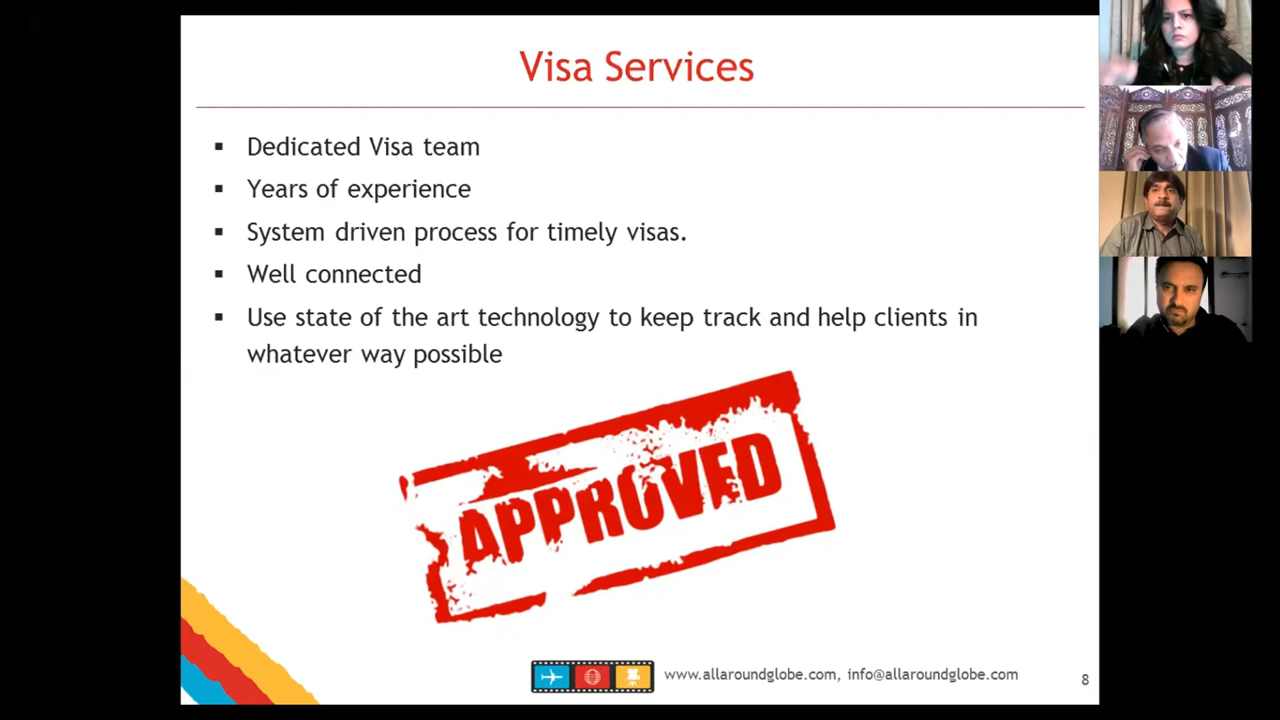 Visa Services
▪ Dedicated Visa team
▪ Years of experience
▪ System driven process for timely visas.
▪ Well connected
▪ Use state of the art technology to keep track and help clients in
whatever way possible
APPROVED
www.allaroundglobe.com, info@allaroundglobe.com
8